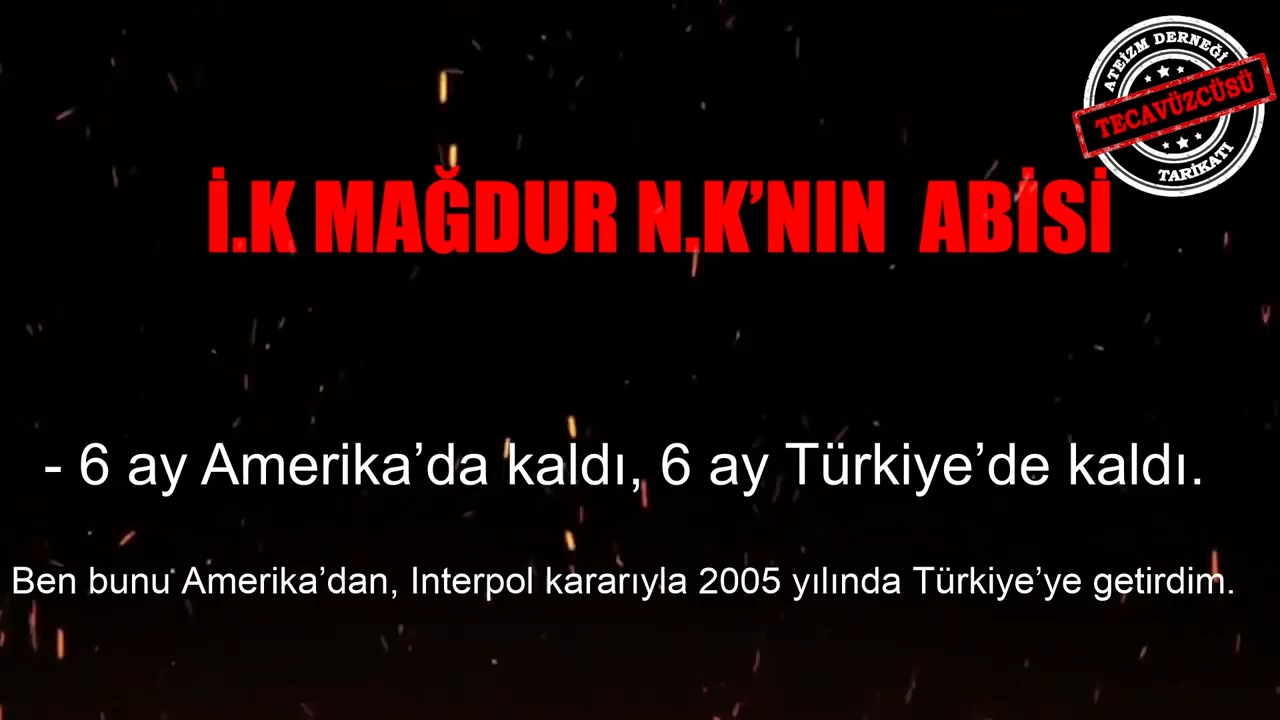 ATEİZM DERNEĞİ
TECAVÜZCÜSÜ
TARİKATI
İ.K MAĞDUR N.K’NIN ABİSİ
- 6 ay Amerika’da kaldı, 6 ay Türkiye’de kaldı.
Ben bunu Amerika’dan, Interpol kararıyla 2005 yılında Türkiye’ye getirdim.